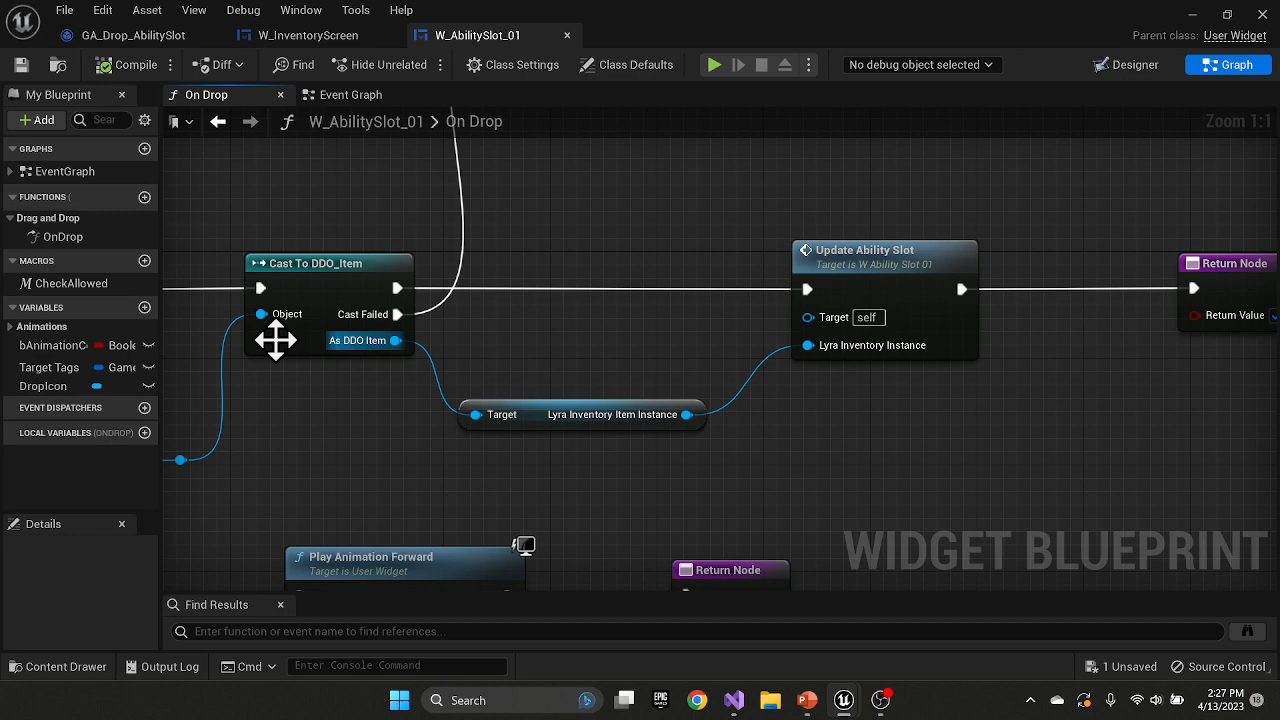 File Edit Asset View Debug Window Tools Help
GA_Drop_AbilitySlot W_InventoryScreen W_AbilitySlot_01 Parent class: User Widget
Compile Diff Find Hide Unrelated Class Settings Class Defaults No debug object selected Designer Graph
My Blueprint On Drop Event Graph
Add Sear W_AbilitySlot_01 On Drop Zoom 1:1
GRAPHS
EventGraph
FUNCTIONS (
Drag and Drop
OnDrop
MACROS
CheckAllowed
VARIABLES
Animations
bAnimationC Boole
Target Tags Game
DropIcon
EVENT DISPATCHERS
LOCAL VARIABLES (ONDROP)
Details
Cast To DDO_Item
Object Cast Failed
As DDO Item
Target Lyra Inventory Item Instance
Update Ability Slot
Target is W Ability Slot 01
Target self
Lyra Inventory Instance
Return Node
Return Value
Play Animation Forward
Target is User Widget
Return Node
WIDGET BLUEPRINT
Find Results
Enter function or event name to find references...
Content Drawer Output Log Cmd Enter Console Command 1 Unsaved Source Control
Search 2:27 PM
4/13/2023 18
EPIC GAMES